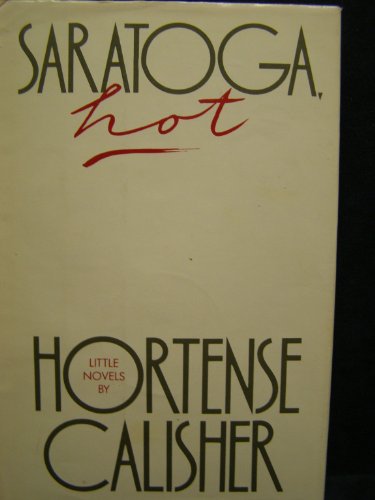 SARATOGA,
hot
LITTLE
NOVELS
BY
HORTENSE
CALISHER